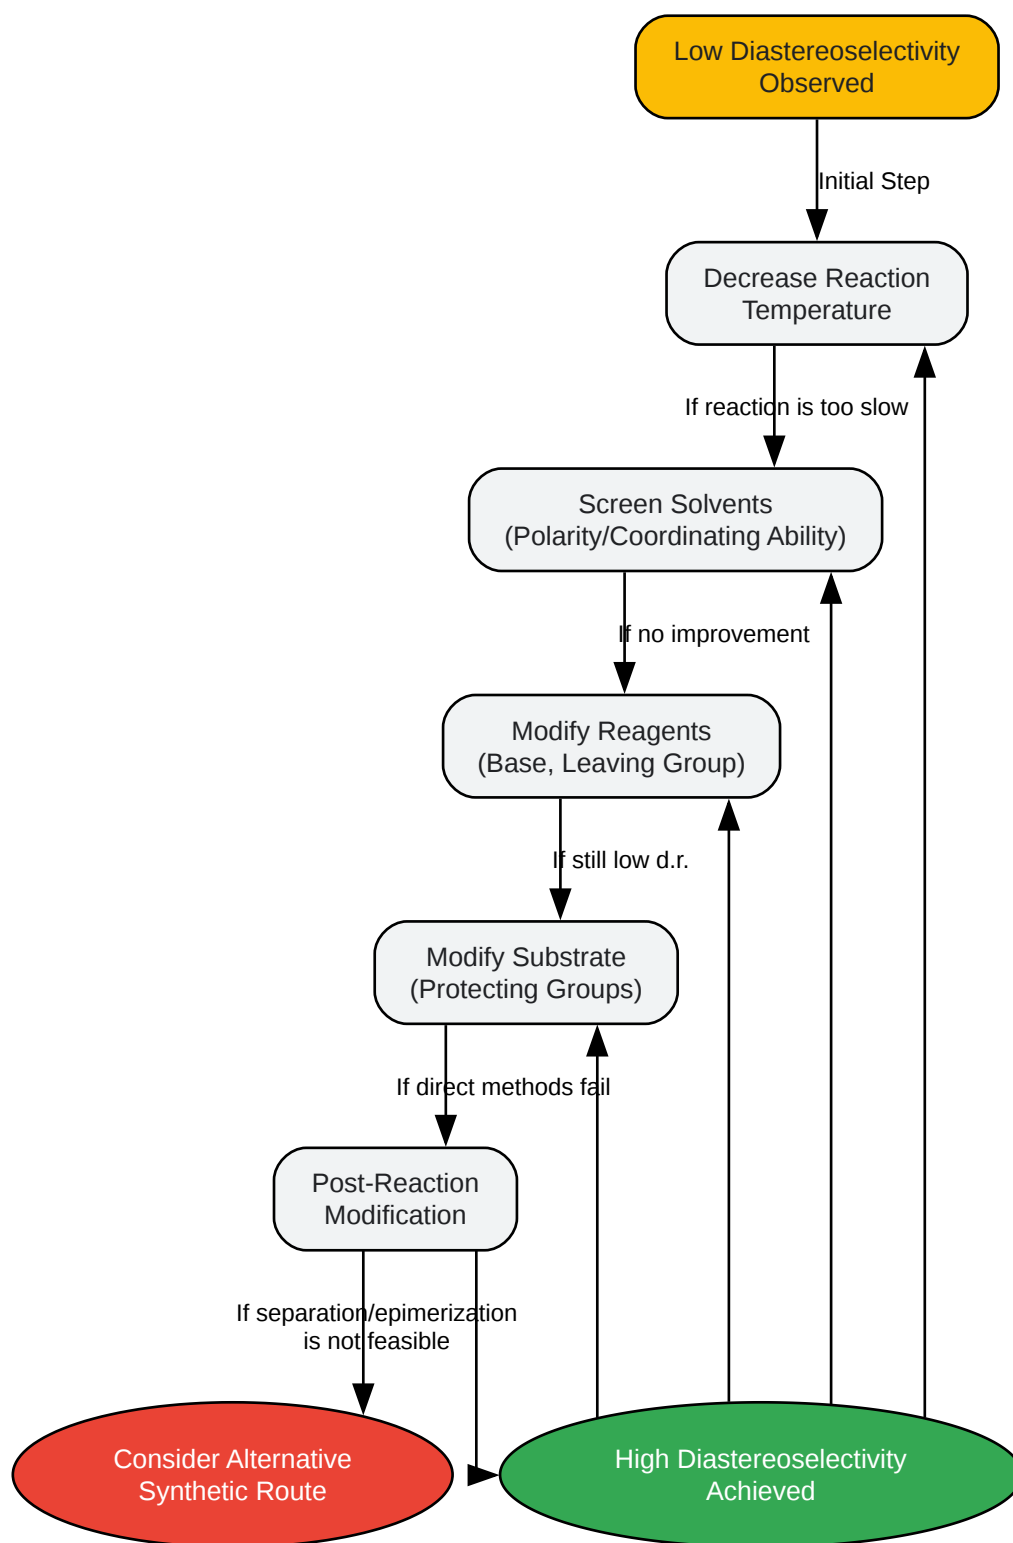 Low Diastereoselectivity
Observed
Initial Step
Decrease Reaction
Temperature
If reaction is too slow
Screen Solvents
(Polarity/Coordinating Ability)
If no improvement
Modify Reagents
(Base, Leaving Group)
If still low d.r.
Modify Substrate
(Protecting Groups)
If direct methods fail
Post-Reaction
Modification
If separation/epimerization
is not feasible
Consider Alternative
Synthetic Route
High Diastereoselectivity
Achieved